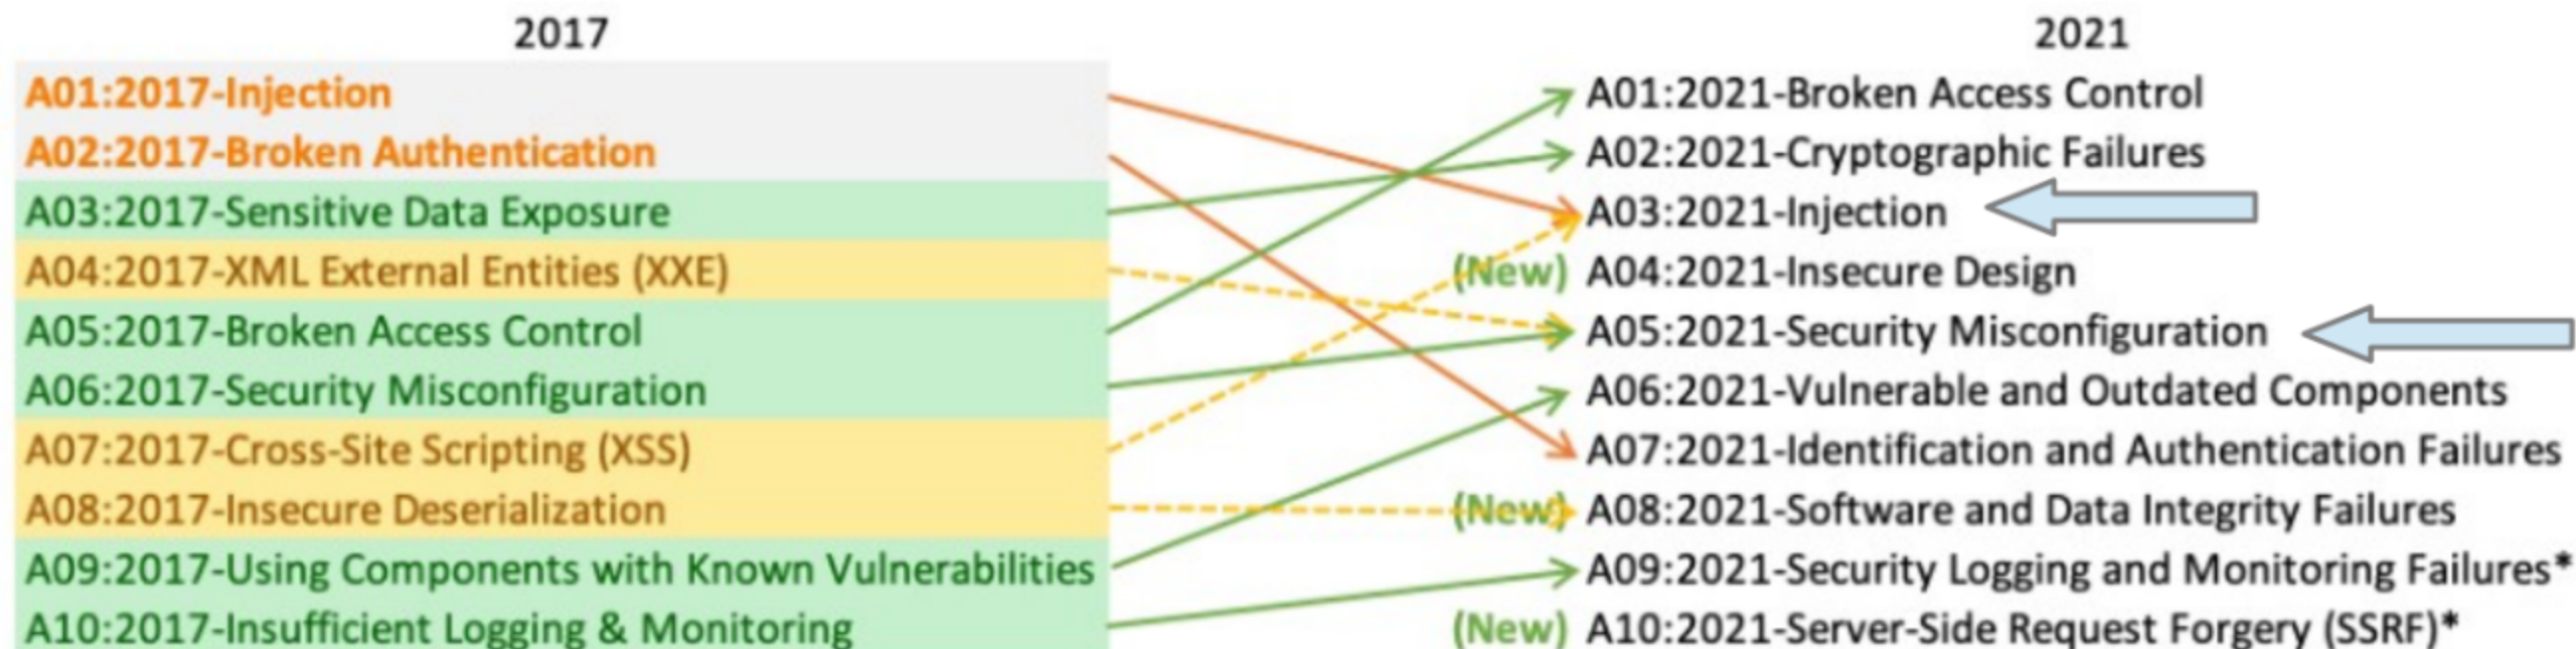 2017
A01:2017-Injection
A02:2017-Broken Authentication
A03:2017-Sensitive Data Exposure
A04:2017-XML External Entities (XXE)
A05:2017-Broken Access Control
A06:2017-Security Misconfiguration
A07:2017-Cross-Site Scripting (XSS)
A08:2017-Insecure Deserialization
A09:2017-Using Components with Known Vulnerabilities
A10:2017-Insufficient Logging & Monitoring
2021
A01:2021-Broken Access Control
A02:2021-Cryptographic Failures
A03:2021-Injection
(New) A04:2021-Insecure Design
A05:2021-Security Misconfiguration
A06:2021-Vulnerable and Outdated Components
A07:2021-Identification and Authentication Failures
(New) A08:2021-Software and Data Integrity Failures
A09:2021-Security Logging and Monitoring Failures*
(New) A10:2021-Server-Side Request Forgery (SSRF)*